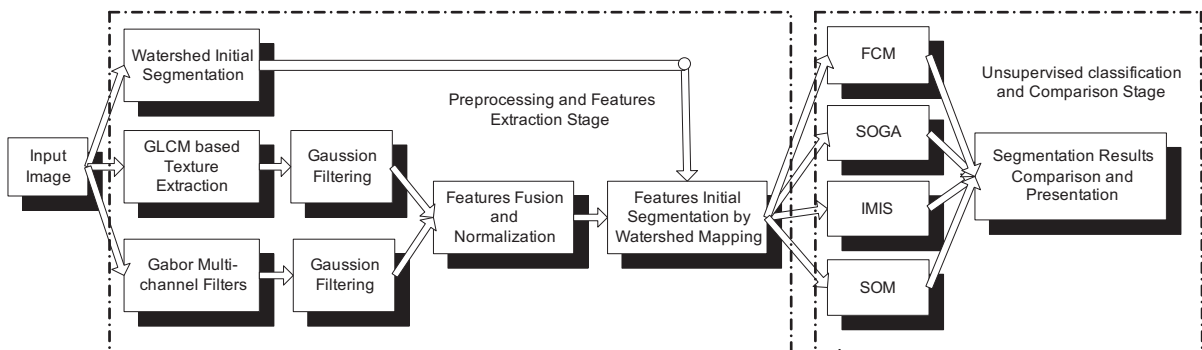 Input
Image
Watershed Initial
Segmentation
GLCM based
Texture
Extraction
Gaussion
Filtering
Gabor Multi-
channel Filters
Gaussion
Filtering
Preprocessing and Features
Extraction Stage
Features Fusion
and
Normalization
Features Initial
Segmentation by
Watershed Mapping
FCM
SOGA
IMIS
SOM
Unsupervised classification
and Comparison Stage
Segmentation Results
Comparison and
Presentation